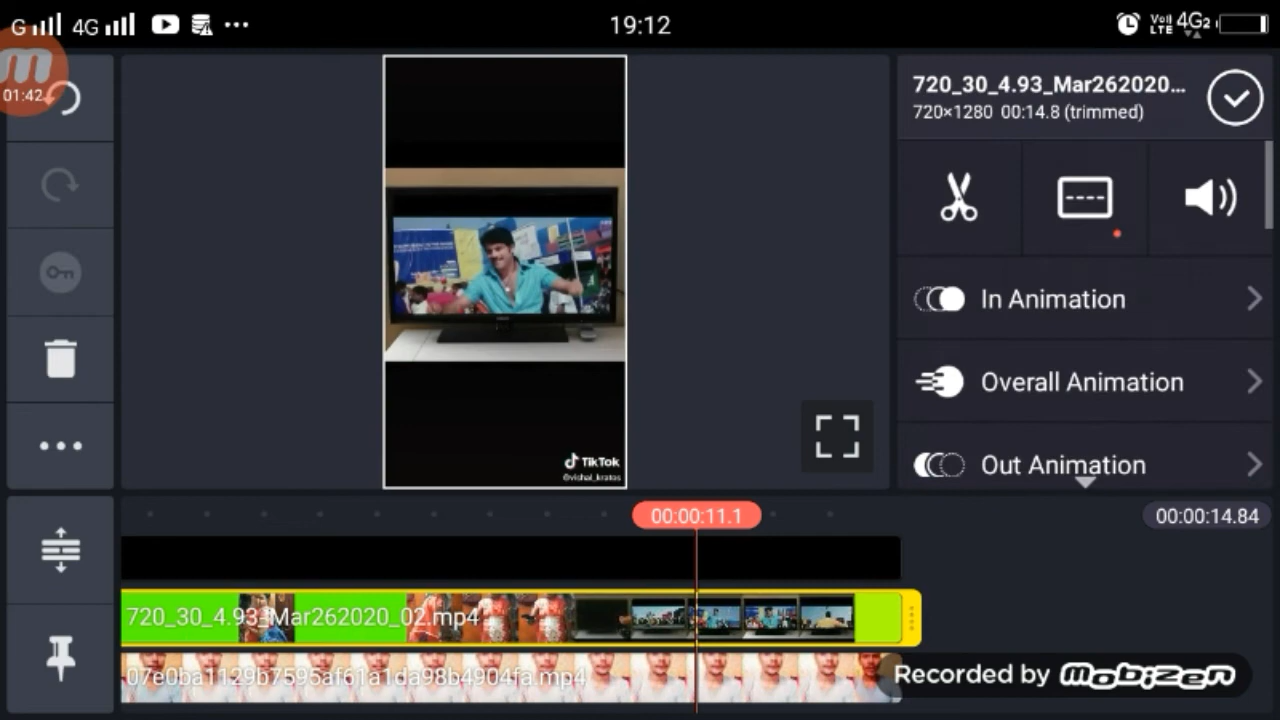 G 4G 19:12 VoII LTE 4G2
m
01:42
720_30_4.93_Mar262020...
720×1280 00:14.8 (trimmed)
In Animation
Overall Animation
Out Animation
TikTok
@vishal_kratos
00:00:11.1
00:00:14.84
720_30_4.93_Mar262020_02.mp4
07e0ba1129b7595af61a1da98b4904fa.mp4
Recorded by mobizen